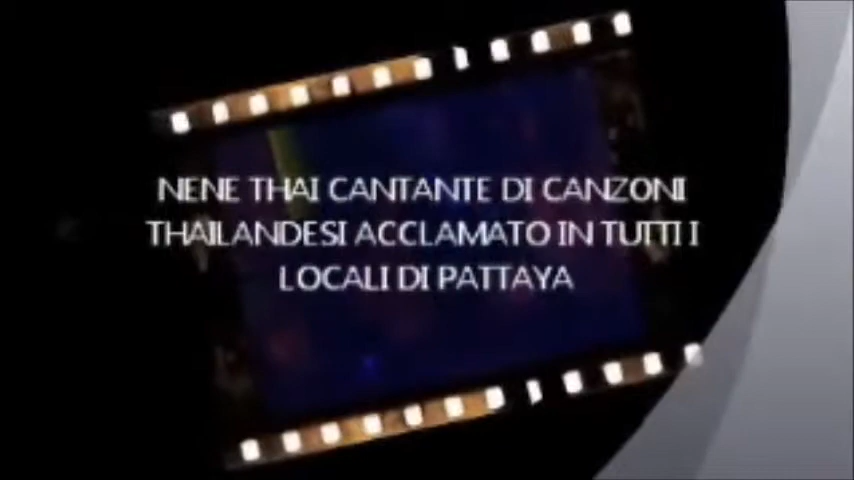 NENE THAI CANTANTE DI CANZONI
THAILANDESI ACCLAMATO IN TUTTI I
LOCALI DI PATTAYA